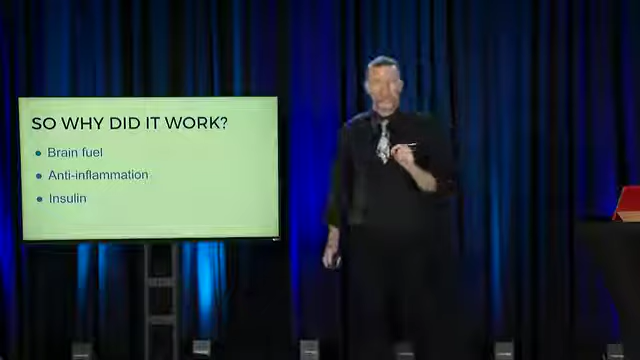 SO WHY DID IT WORK?
Brain fuel
Anti-inflammation
Insulin